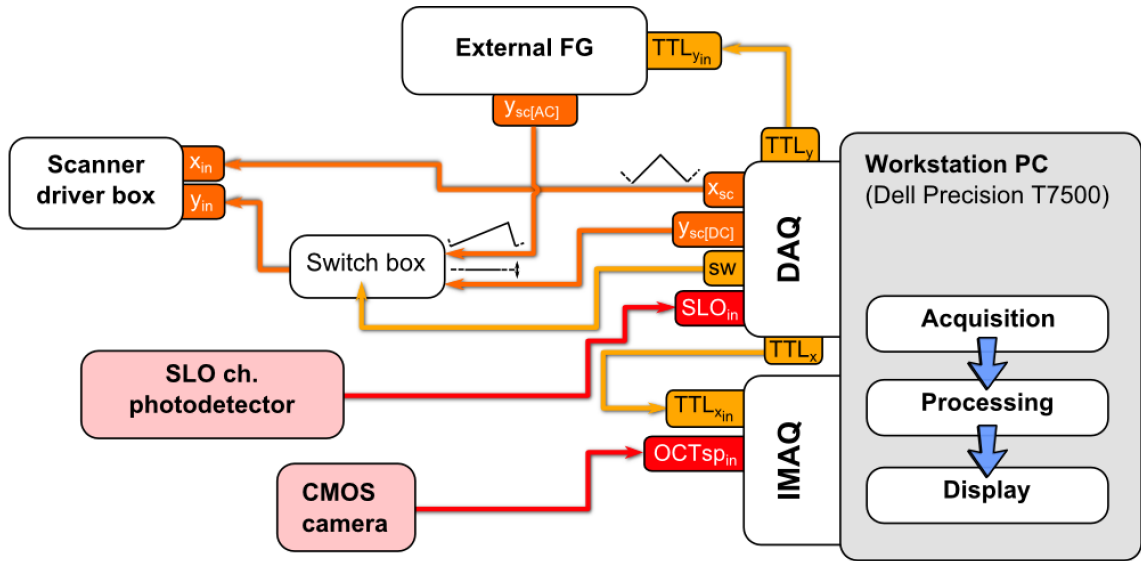 External FG
TTLyin
ysc[AC]
TTLy
Scanner
driver box
xin
yin
xsc
ysc[DC]
sw
SLOin
DAQ
Workstation PC
(Dell Precision T7500)
Switch box
Acquisition
TTLx
SLO ch.
photodetector
TTLxin
Processing
OCTspin
IMAQ
CMOS
camera
Display